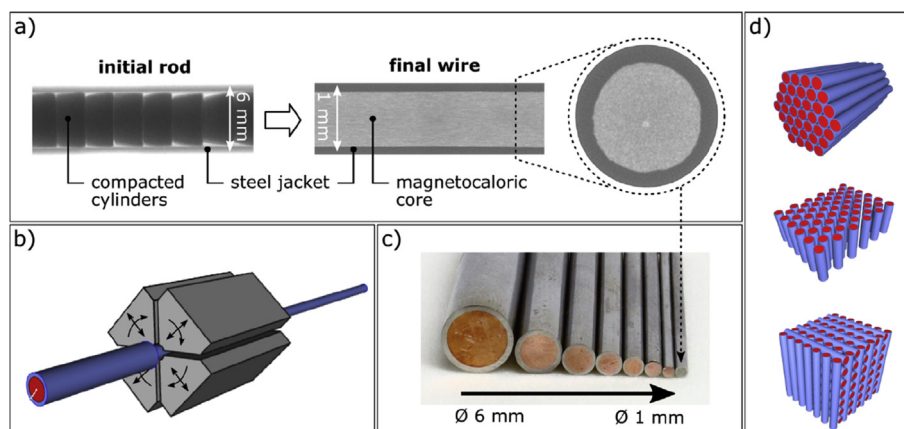 a)
initial rod
final wire
6 mm
1 mm
compacted
cylinders
steel jacket
magnetocaloric
core
b)
c)
Ø 6 mm
Ø 1 mm
d)